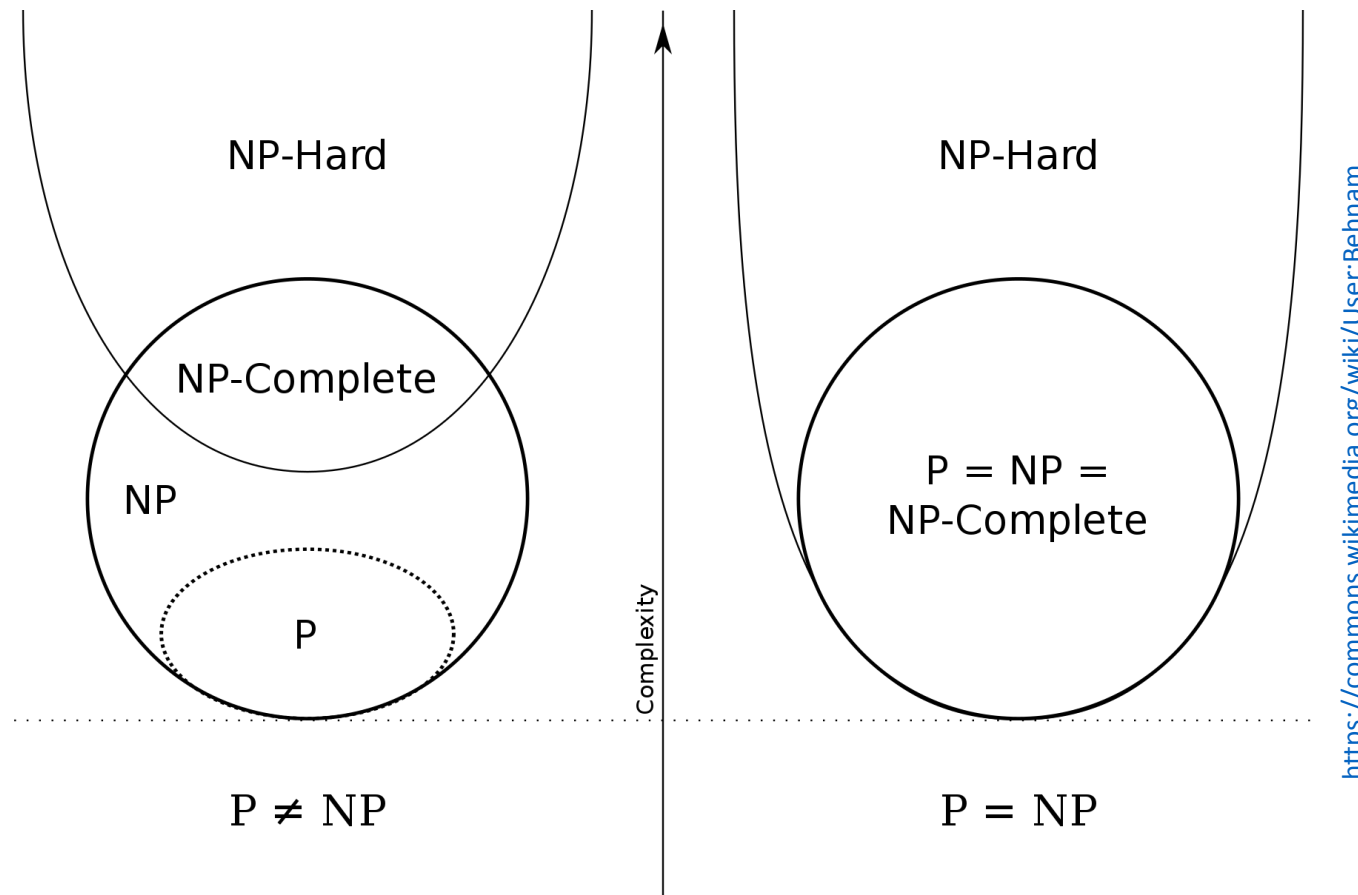 NP-Hard
NP-Complete
NP
P
P ≠ NP
Complexity
NP-Hard
P = NP =
NP-Complete
P = NP
https://commons.wikimedia.org/wiki/User:Behnam